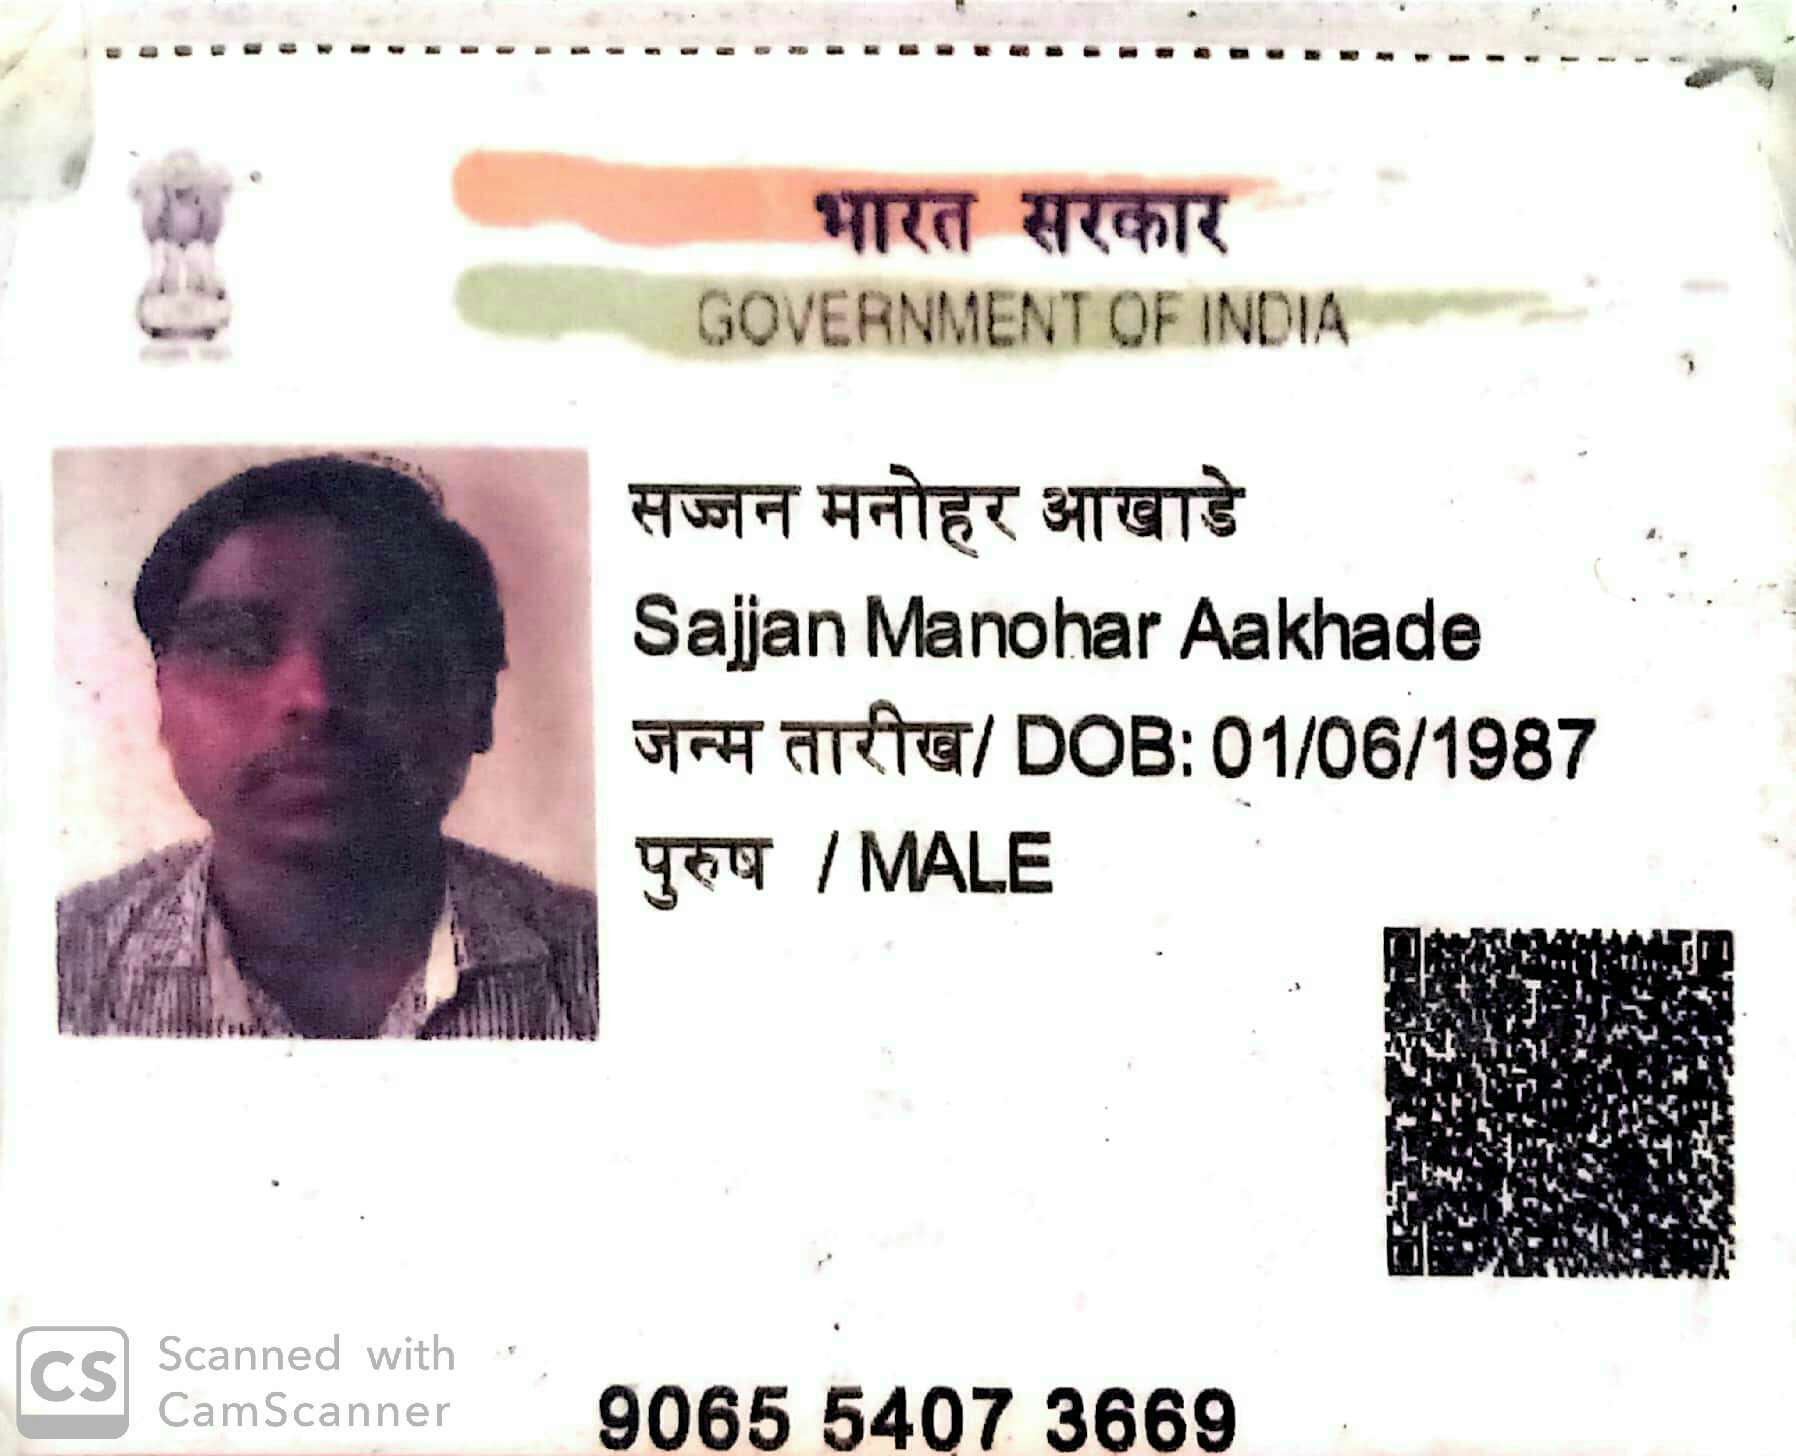 भारत सरकार
GOVERNMENT OF INDIA
सज्जन मनोहर आखाडे
Sajjan Manohar Aakhade
जन्म तारीख/ DOB: 01/06/1987
पुरुष / MALE
9065 5407 3669
CS Scanned with
CamScanner